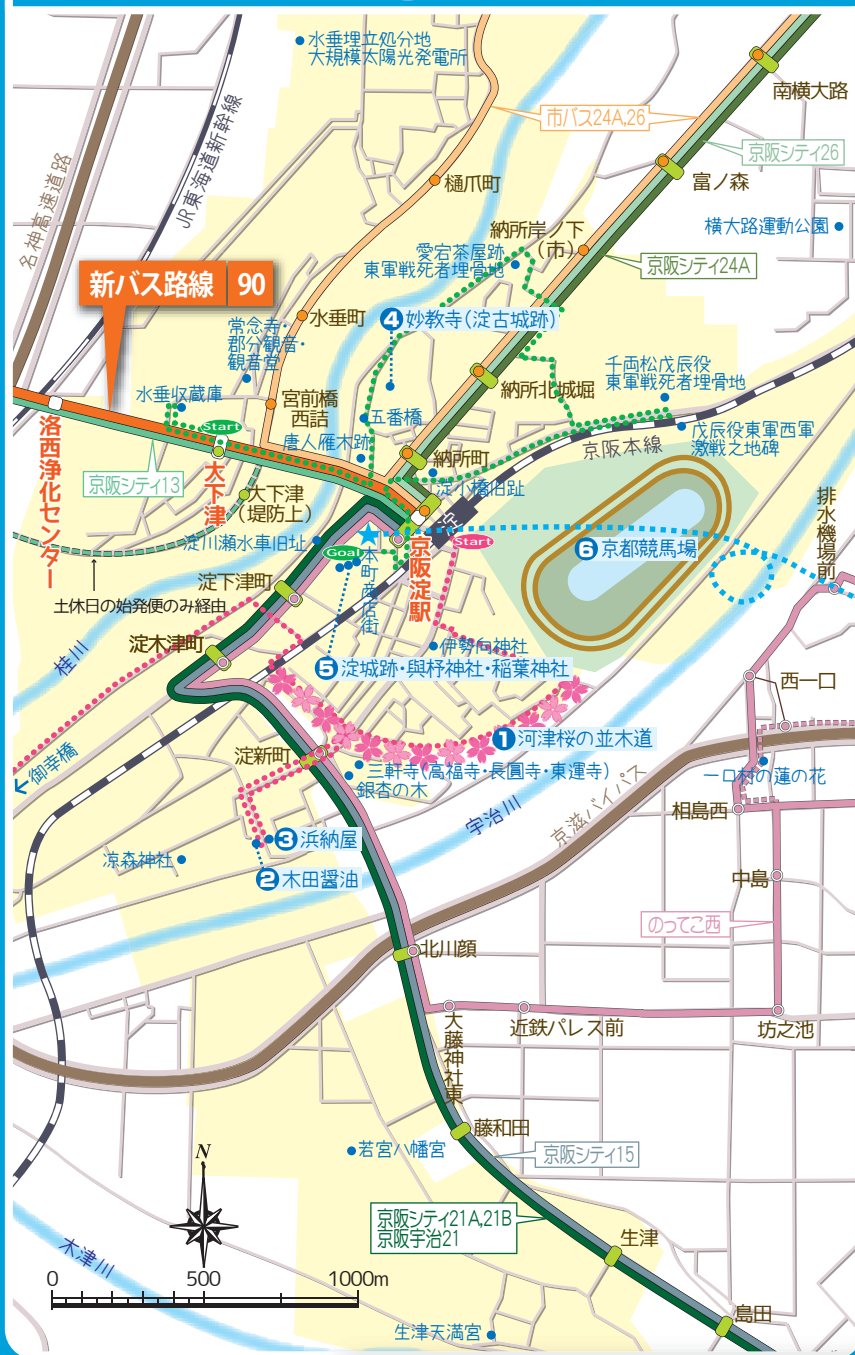 水垂埋立処分地
大規模太陽光発電所
南横大路
市バス24A,26
京阪シティ26
JR東海道新幹線
名神高速道路
樋爪町
富ノ森
横大路運動公園
納所岸ノ下
(市)
愛宕茶屋跡
東軍戦死者埋骨地
京阪シティ24A
新バス路線 90
水垂町
④妙教寺(淀古城跡)
常念寺・
郡分観音・
観音堂
千両松戊辰役
東軍戦死者埋骨地
納所北城堀
水垂収蔵庫
宮前橋
西詰
五番橋
Start
唐人雁木跡
戊辰役東軍西軍
激戦之地碑
京阪本線
納所町
洛西浄化センター
京阪シティ13
大下津
大下津
(堤防上)
淀小橋旧趾
排水機場前
淀川瀬水車旧址
Goal
Start
京阪淀駅
本町商店街
⑥京都競馬場
土休日の始発便のみ経由
淀下津町
桂川
淀木津町
伊勢向神社
⑤淀城跡・與杼神社・稲葉神社
西一口
①河津桜の並木道
淀新町
三軒寺(高福寺・長圓寺・東運寺)
銀杏の木
←御幸橋
一口村の蓮の花
宇治川
京滋バイパス
相島西
③浜納屋
涼森神社
②木田醤油
中島
のってこ西
北川顔
大藤神社東
近鉄パレス前
坊之池
藤和田
若宮八幡宮
京阪シティ15
N
京阪シティ21A,21B
京阪宇治21
生津
木津川
0 500 1000m
島田
生津天満宮